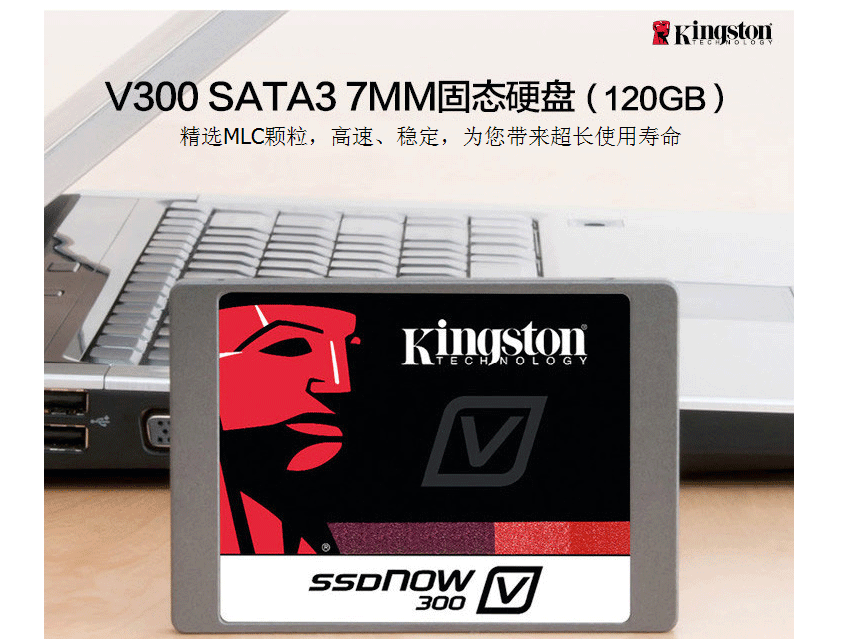 Kingston
TECHNOLOGY
V300 SATA3 7MM固态硬盘（120GB）
精选MLC颗粒，高速、稳定，为您带来超长使用寿命
Kingston®
TECHNOLOGY
V
®
SSDNOW V
300